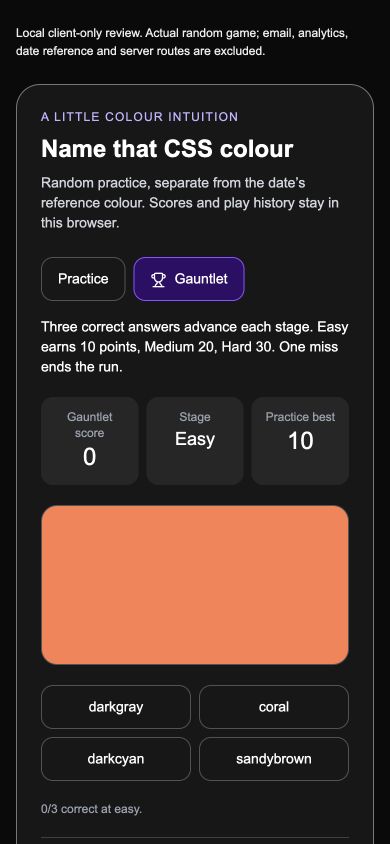 Local client-only review. Actual random game; email, analytics,
date reference and server routes are excluded.
A LITTLE COLOUR INTUITION
Name that CSS colour
Random practice, separate from the date's
reference colour. Scores and play history stay in
this browser.
Practice
Gauntlet
Three correct answers advance each stage. Easy
earns 10 points, Medium 20, Hard 30. One miss
ends the run.
Gauntlet
score
0
Stage
Easy
Practice best
10
darkgray
coral
darkcyan
sandybrown
0/3 correct at easy.